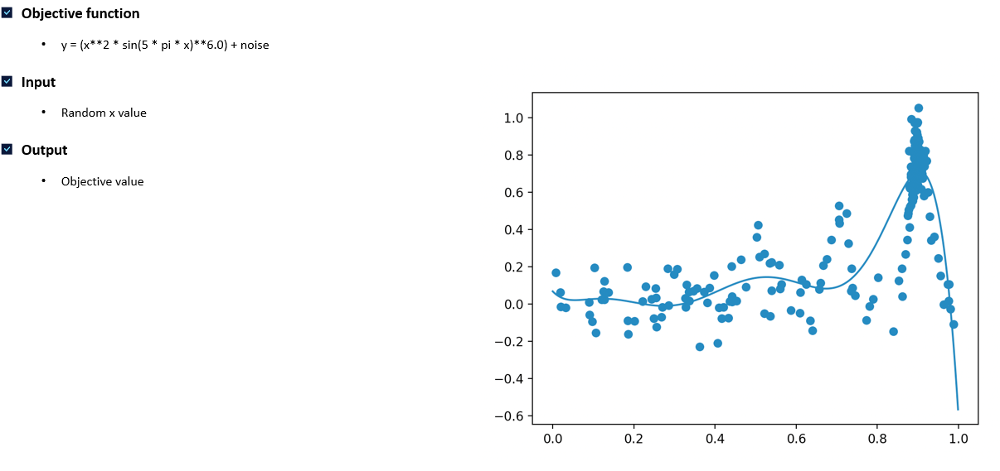 Objective function
• y = (x**2 * sin(5 * pi * x)**6.0) + noise
Input
• Random x value
Output
• Objective value
1.0
0.8
0.6
0.4
0.2
0.0
−0.2
−0.4
−0.6
0.0 0.2 0.4 0.6 0.8 1.0